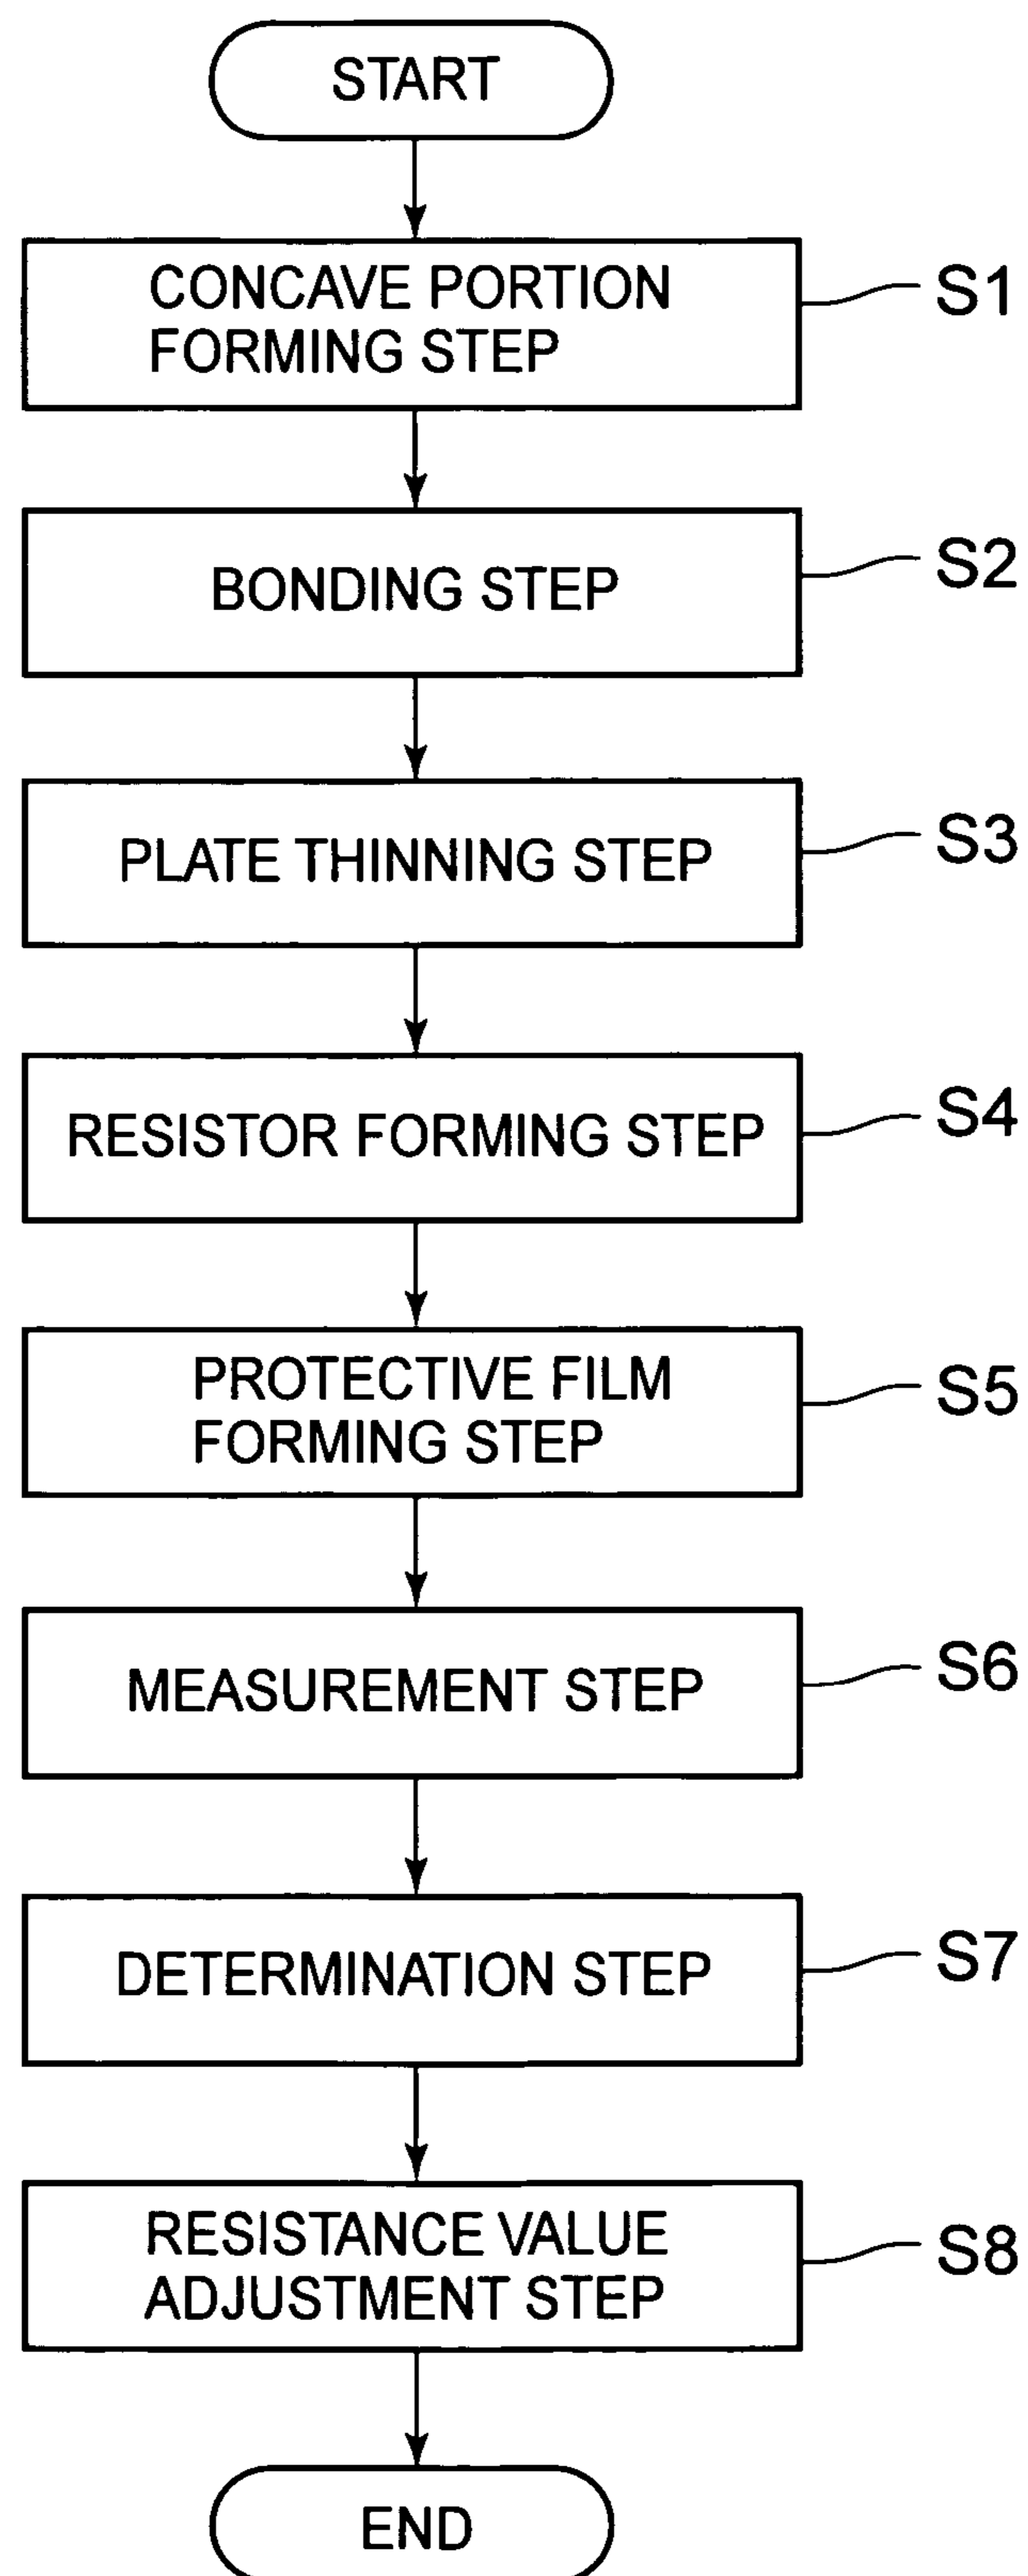 START
CONCAVE PORTION
FORMING STEP
S1
BONDING STEP
S2
PLATE THINNING STEP
S3
RESISTOR FORMING STEP
S4
PROTECTIVE FILM
FORMING STEP
S5
MEASUREMENT STEP
S6
DETERMINATION STEP
S7
RESISTANCE VALUE
ADJUSTMENT STEP
S8
END